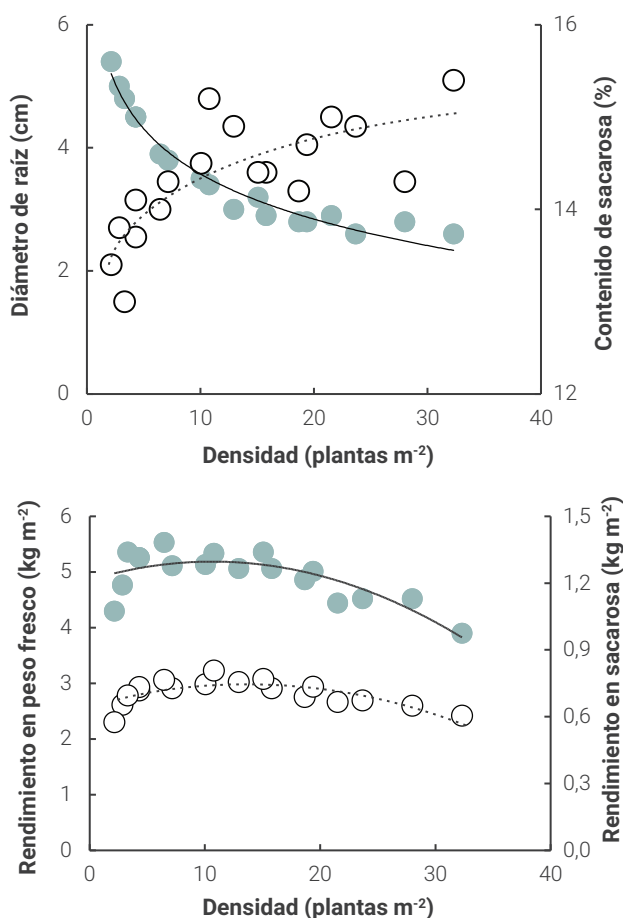 Diámetro de raíz (cm)
6
4
2
0
Contenido de sacarosa (%)
16
14
12
0 10 20 30 40
Densidad (plantas m⁻²)
Rendimiento en peso fresco (kg m⁻²)
6
5
4
3
2
1
0
Rendimiento en sacarosa (kg m⁻²)
1,5
1,2
0,9
0,6
0,3
0,0
0 10 20 30 40
Densidad (plantas m⁻²)